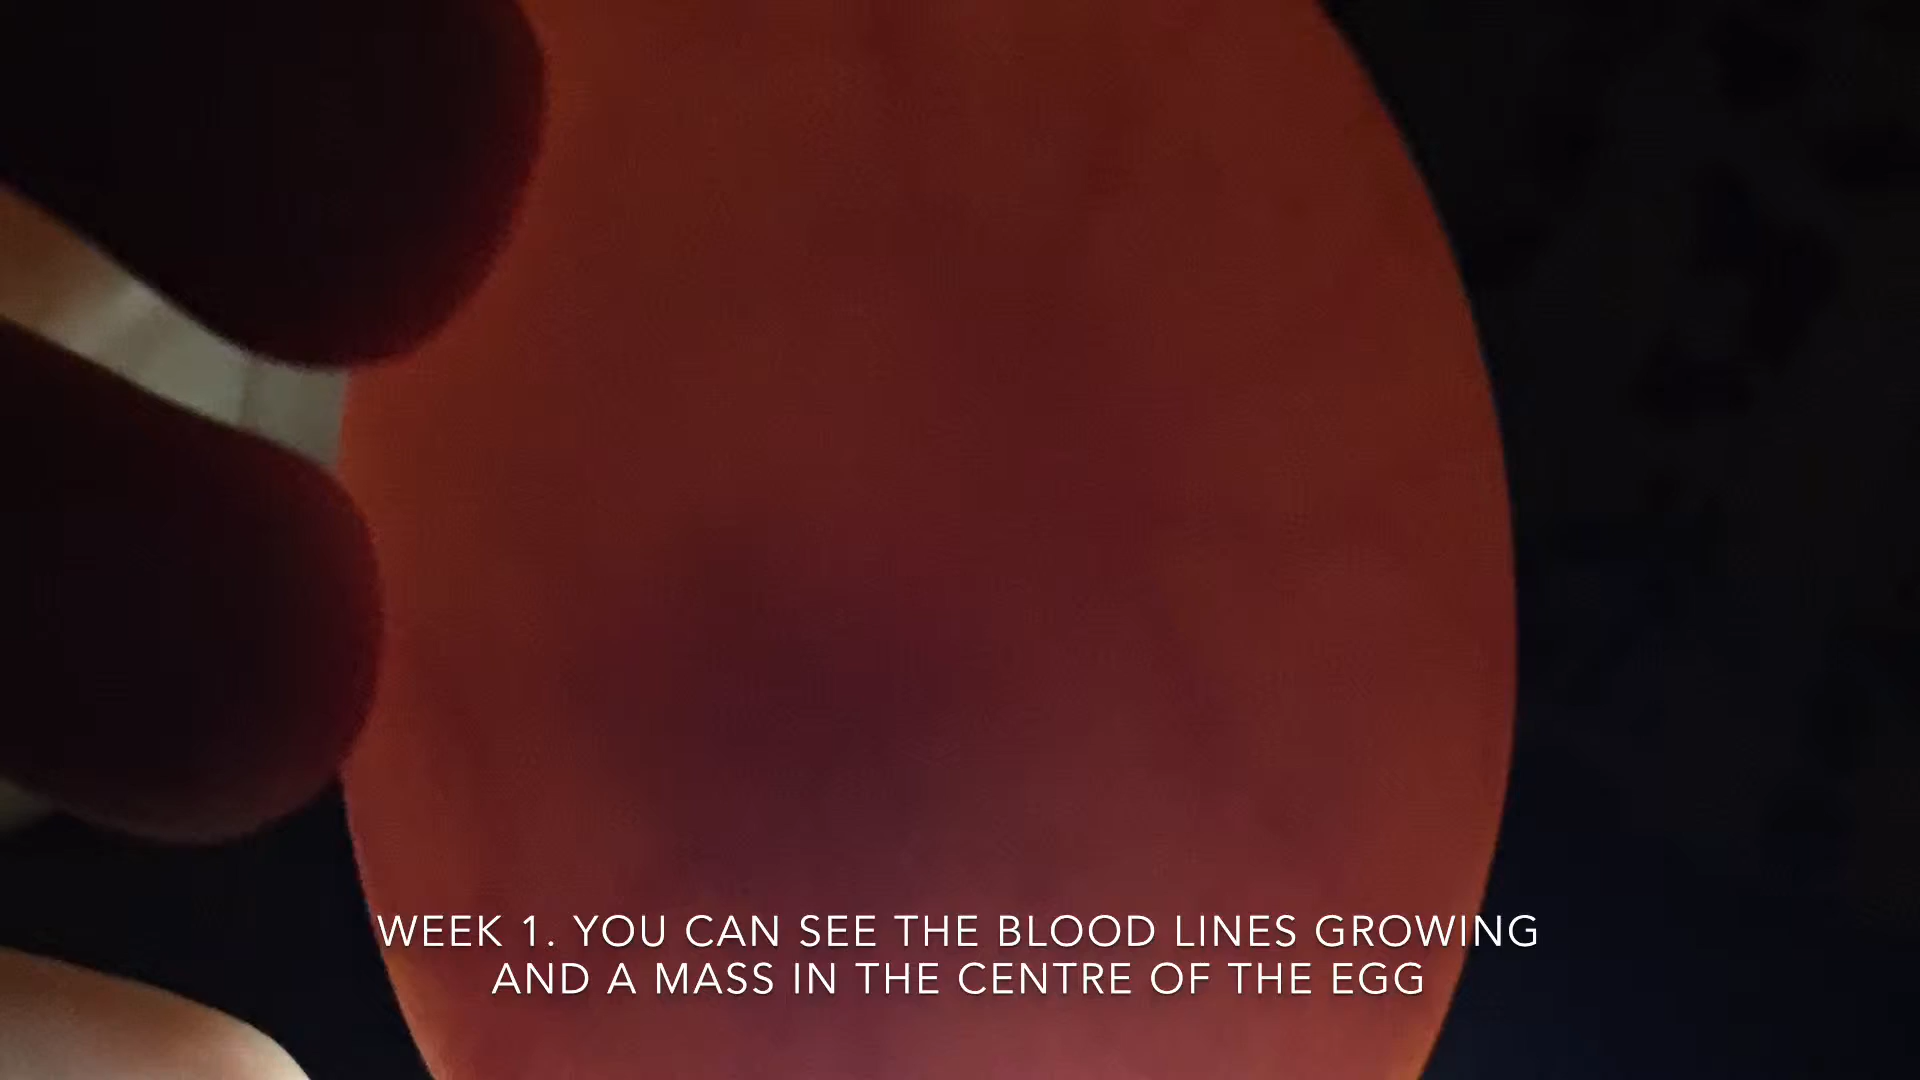 WEEK 1. YOU CAN SEE THE BLOOD LINES GROWING
AND A MASS IN THE CENTRE OF THE EGG